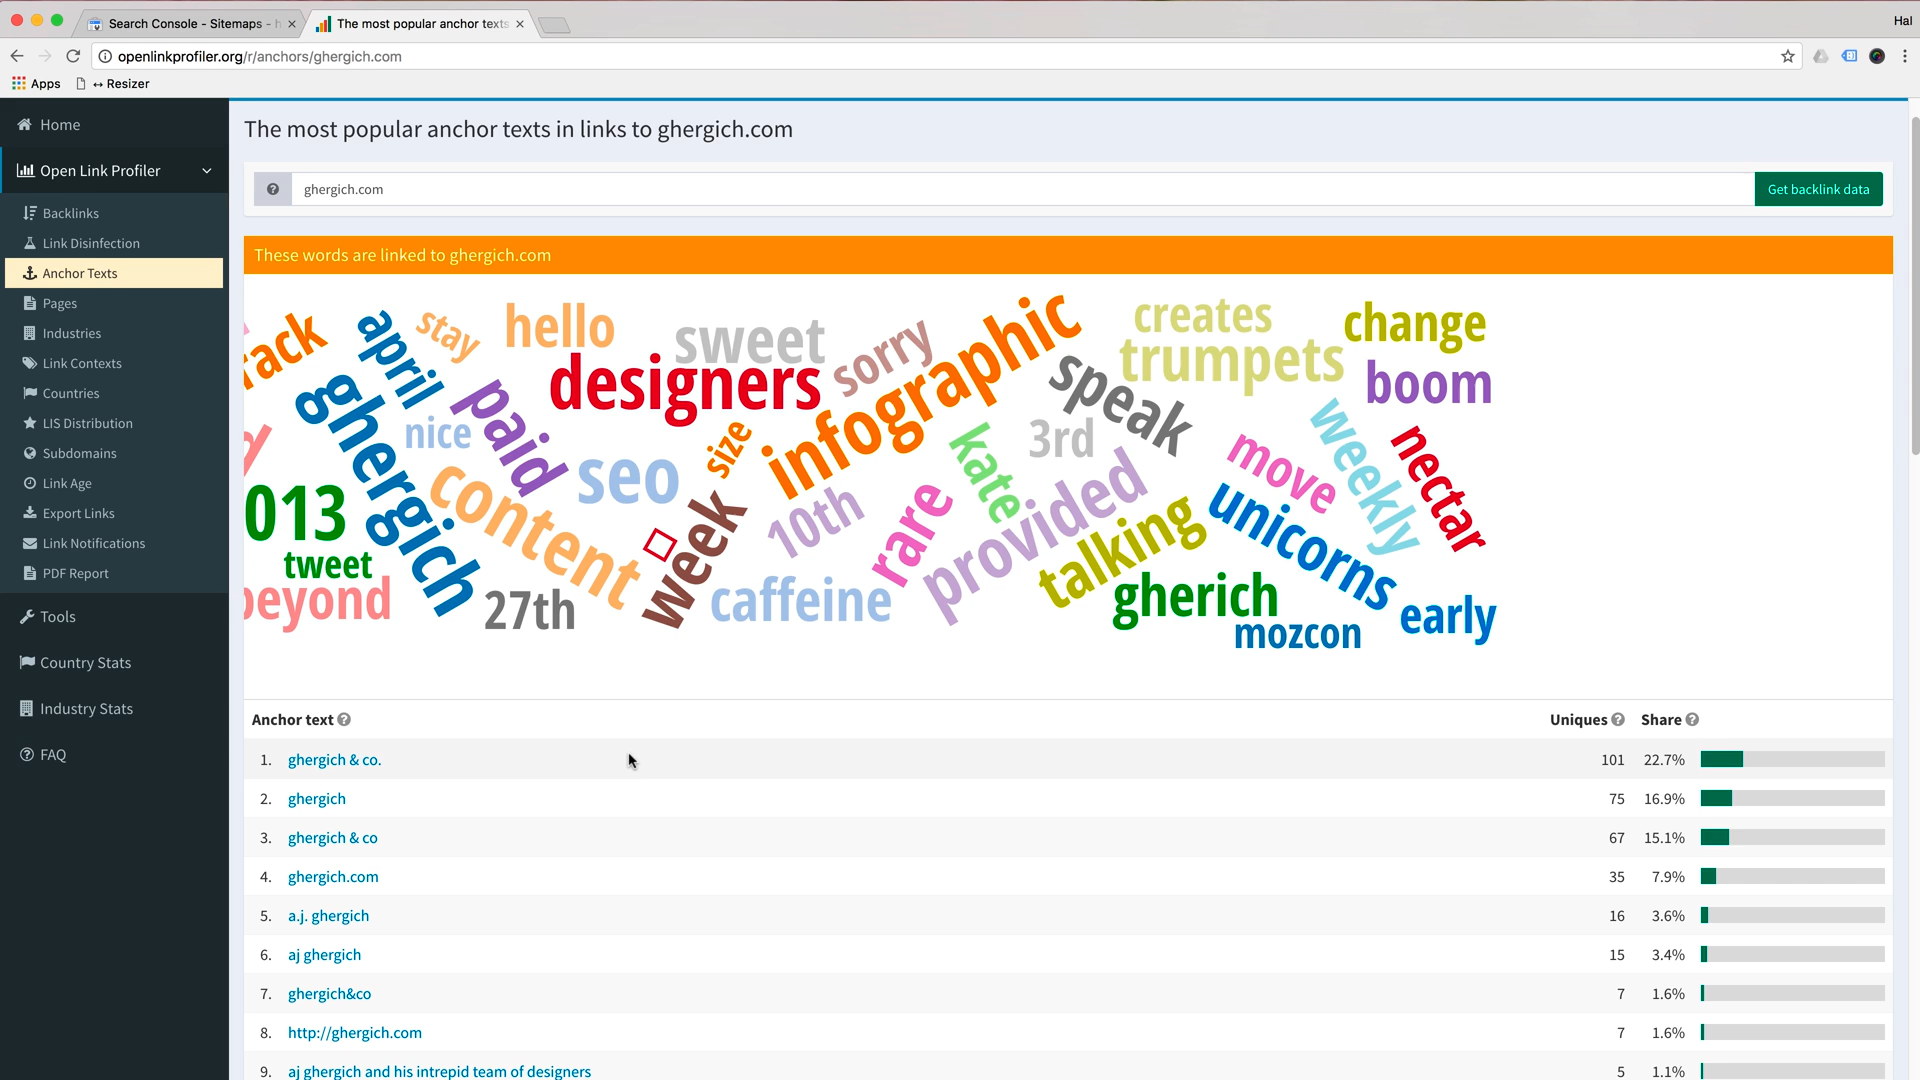 Search Console - Sitemaps - h
The most popular anchor texts
Hal
openlinkprofiler.org/r/anchors/ghergich.com
Apps
↔ Resizer
Home
Open Link Profiler
Backlinks
Link Disinfection
Anchor Texts
Pages
Industries
Link Contexts
Countries
LIS Distribution
Subdomains
Link Age
Export Links
Link Notifications
PDF Report
Tools
Country Stats
Industry Stats
FAQ
The most popular anchor texts in links to ghergich.com
ghergich.com
Get backlink data
These words are linked to ghergich.com
rack
april
stay
hello
sweet
sorry
infographic
creates
change
designers
trumpets
boom
ghergich
nice
paid
size
speak
3rd
kate
move
weekly
nectar
seo
content
013
week
10th
rare
provided
talking
unicorns
tweet
beyond
27th
caffeine
gherich
mozcon
early
Anchor text Uniques Share
1. ghergich & co. 101 22.7%
2. ghergich 75 16.9%
3. ghergich & co 67 15.1%
4. ghergich.com 35 7.9%
5. a.j. ghergich 16 3.6%
6. aj ghergich 15 3.4%
7. ghergich&co 7 1.6%
8. http://ghergich.com 7 1.6%
9. aj ghergich and his intrepid team of designers 5 1.1%